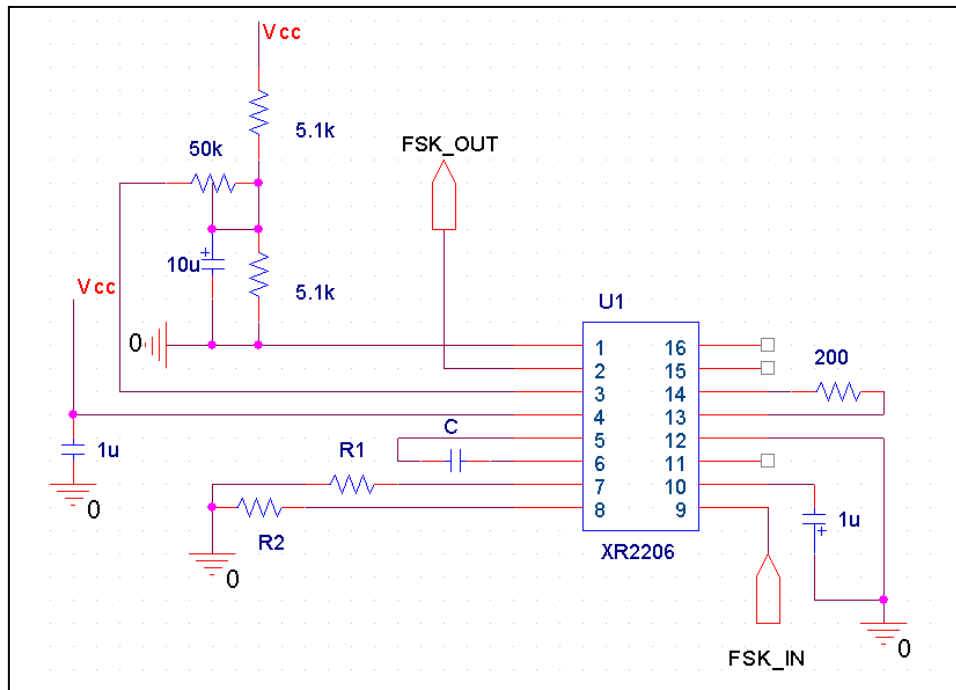 Vcc
5.1k
50k
FSK_OUT
10u
+
5.1k
Vcc
U1
0
1 16
2 15
200
3 14
4 13
C
5 12
1u
R1
6 11
7 10
1u
+
8 9
0
R2
XR2206
0
0
FSK_IN